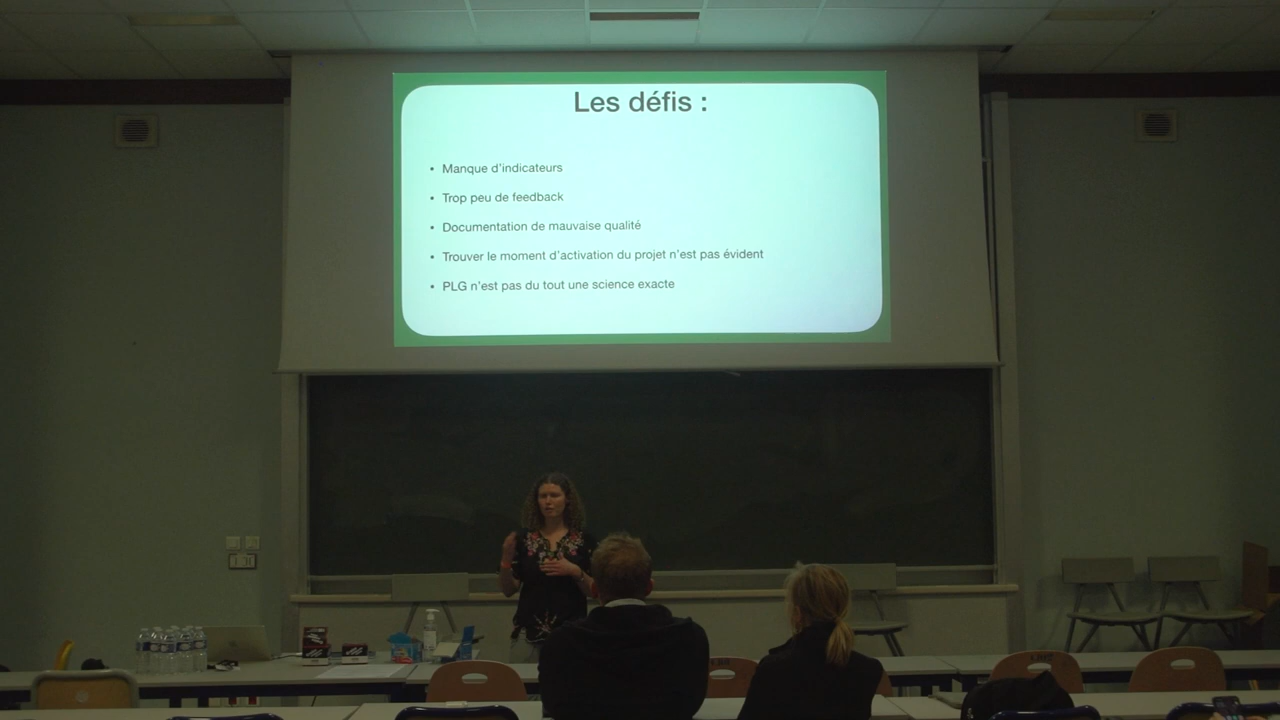 Les défis :
• Manque d'indicateurs
• Trop peu de feedback
• Documentation de mauvaise qualité
• Trouver le moment d'activation du projet n'est pas évident
• PLG n'est pas du tout une science exacte